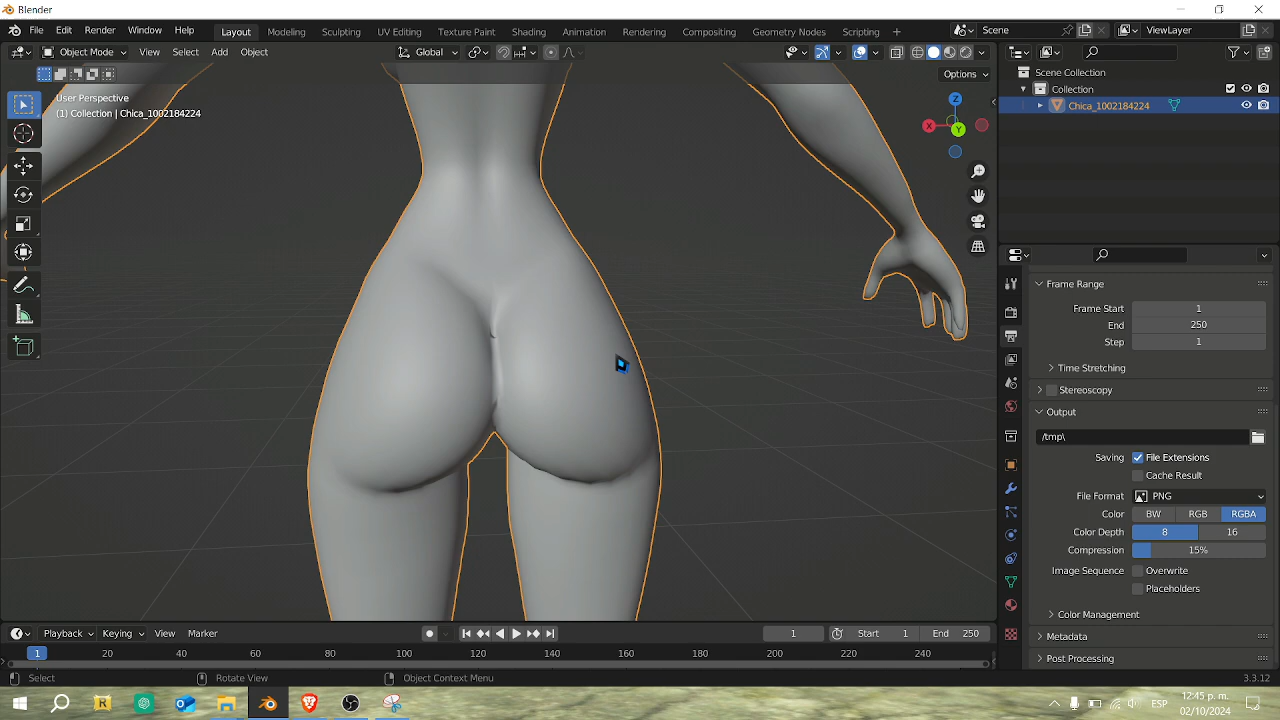 Blender
File Edit Render Window Help Layout Modeling Sculpting UV Editing Texture Paint Shading Animation Rendering Compositing Geometry Nodes Scripting + Scene ViewLayer
Object Mode View Select Add Object Global
Options
User Perspective
(1) Collection | Chica_1002184224
Z
X
Y
Scene Collection
Collection
Chica_1002184224
Frame Range
Frame Start 1
End 250
Step 1
Time Stretching
Stereoscopy
Output
/tmp\
Saving File Extensions
Cache Result
File Format PNG
Color BW RGB RGBA
Color Depth 8 16
Compression 15%
Image Sequence Overwrite
Placeholders
Color Management
Metadata
Post Processing
Playback Keying View Marker 1 Start 1 End 250
1 20 40 60 80 100 120 140 160 180 200 220 240
Select Rotate View Object Context Menu 3.3.12
R ESP 12:45 p. m.
02/10/2024